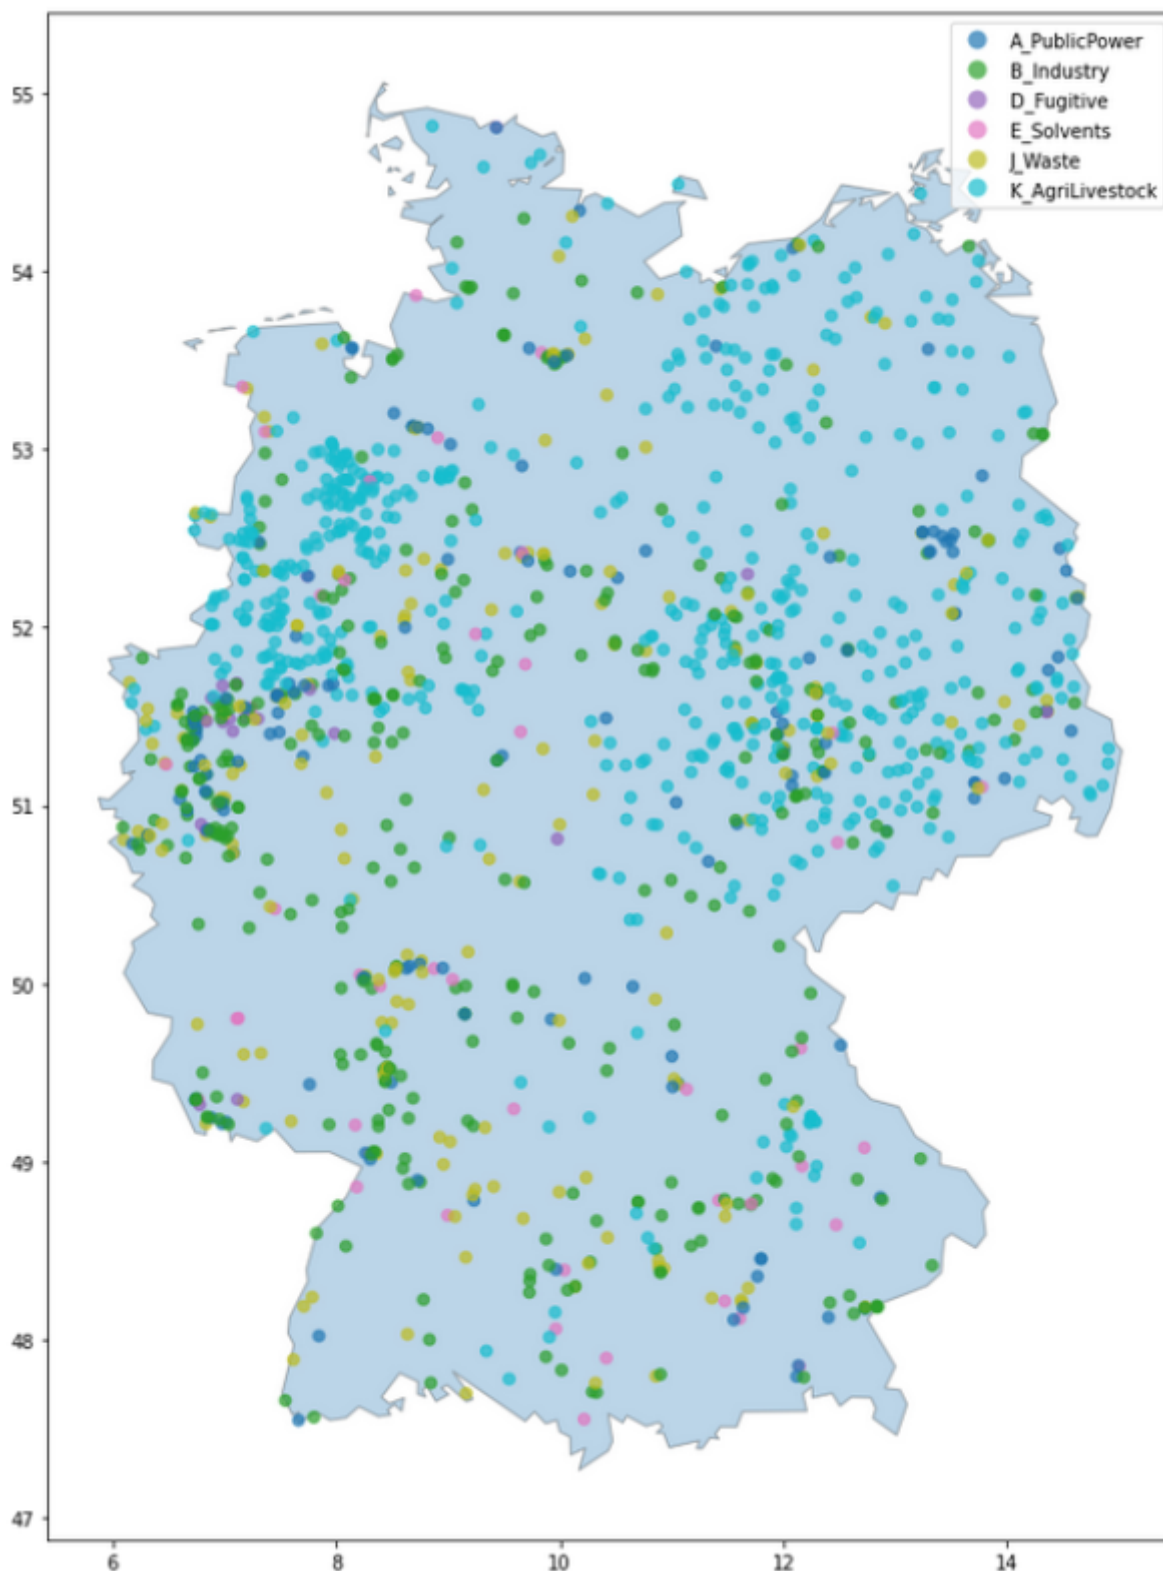 A_PublicPower
B_Industry
D_Fugitive
E_Solvents
J_Waste
K_AgriLivestock
55
54
53
52
51
50
49
48
47
6 8 10 12 14